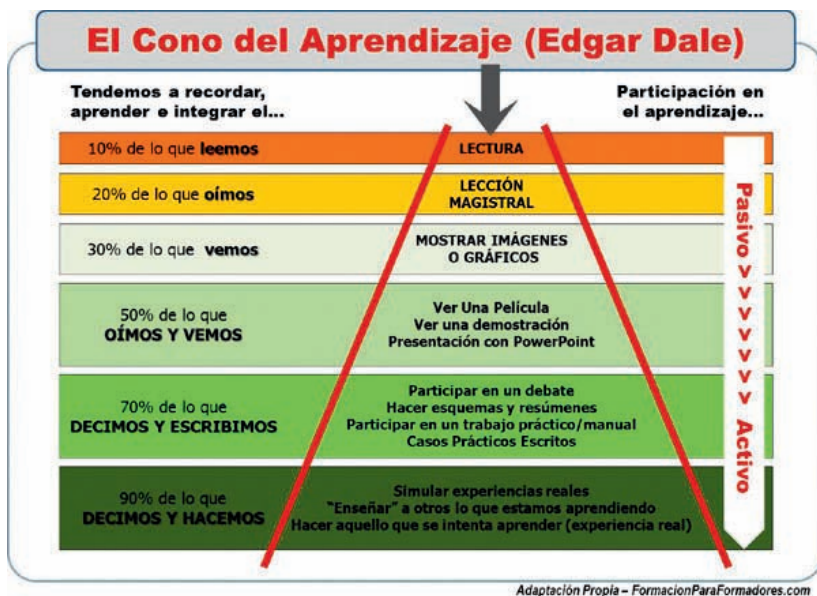 El Cono del Aprendizaje (Edgar Dale)
Tendemos a recordar,
aprender e integrar el...
Participación en
el aprendizaje...
10% de lo que leemos
LECTURA
20% de lo que oímos
LECCIÓN
MAGISTRAL
30% de lo que vemos
MOSTRAR IMÁGENES
O GRÁFICOS
50% de lo que
OÍMOS Y VEMOS
Ver Una Película
Ver una demostración
Presentación con PowerPoint
70% de lo que
DECIMOS Y ESCRIBIMOS
Participar en un debate
Hacer esquemas y resúmenes
Participar en un trabajo práctico/manual
Casos Prácticos Escritos
90% de lo que
DECIMOS Y HACEMOS
Simular experiencias reales
"Enseñar" a otros lo que estamos aprendiendo
Hacer aquello que se intenta aprender (experiencia real)
Pasivo > > > > > > > > Activo
Adaptación Propia – FormacionParaFormadores.com